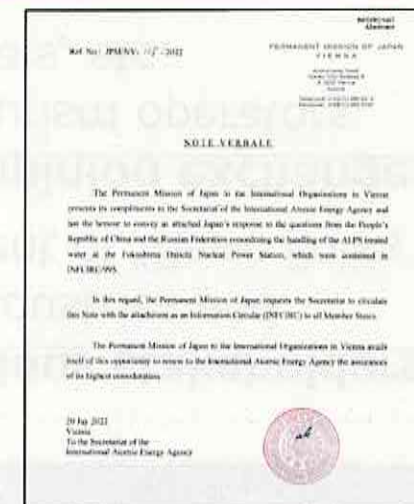 Ref. No.: JPM/NV- -2022
PERMANENT MISSION OF JAPAN
VIENNA
NOTE VERBALE
The Permanent Mission of Japan to the International Organizations in Vienna
presents its compliments to the Secretariat of the International Atomic Energy Agency and
has the honour to convey as attached Japan's response to the questions from the People's
Republic of China and the Russian Federation concerning the handling of the ALPS treated
water at the Fukushima Daiichi Nuclear Power Station, which were contained in
INFCIRC/995.
In this regard, the Permanent Mission of Japan requests the Secretariat to circulate
this Note with the attachment as an Information Circular (INFCIRC) to all Member States.
The Permanent Mission of Japan to the International Organizations in Vienna avails
itself of this opportunity to renew to the International Atomic Energy Agency the assurances
of its highest consideration.
20 July 2022
Vienna
To the Secretariat of the
International Atomic Energy Agency